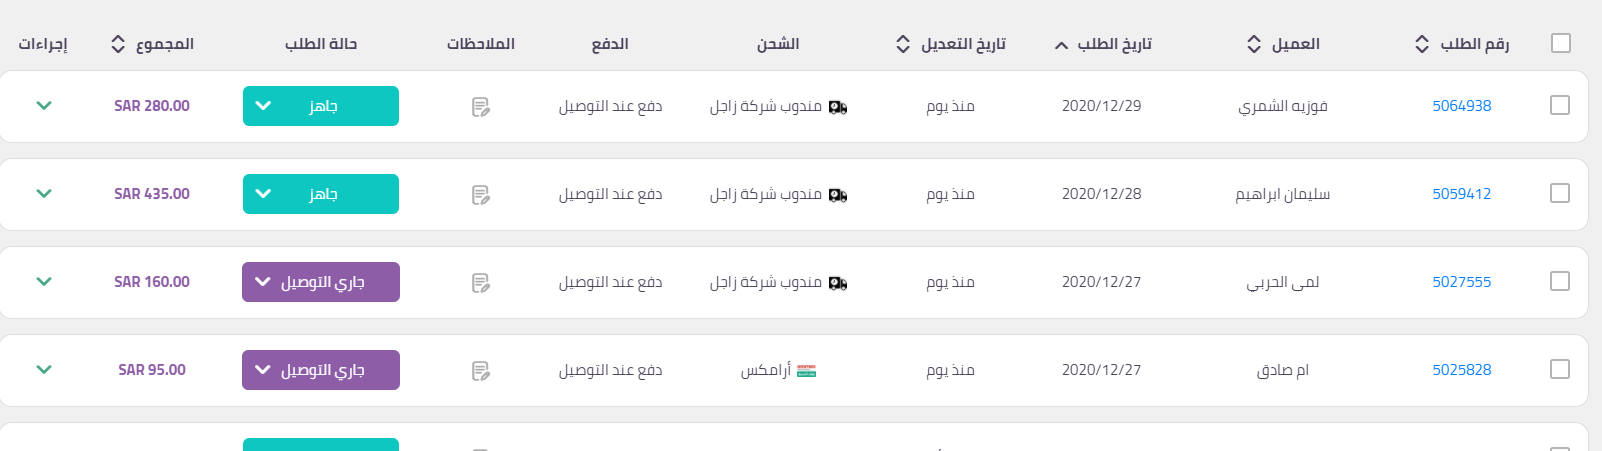 رقم الطلب العميل تاريخ الطلب تاريخ التعديل الشحن الدفع الملاحظات حالة الطلب المجموع إجراءات
5064938 فوزيه الشمري 2020/12/29 منذ يوم مندوب شركة زاجل دفع عند التوصيل جاهز SAR 280.00
5059412 سليمان ابراهيم 2020/12/28 منذ يوم مندوب شركة زاجل دفع عند التوصيل جاهز SAR 435.00
5027555 لمى الحربي 2020/12/27 منذ يوم مندوب شركة زاجل دفع عند التوصيل جاري التوصيل SAR 160.00
5025828 ام صادق 2020/12/27 منذ يوم أرامكس دفع عند التوصيل جاري التوصيل SAR 95.00